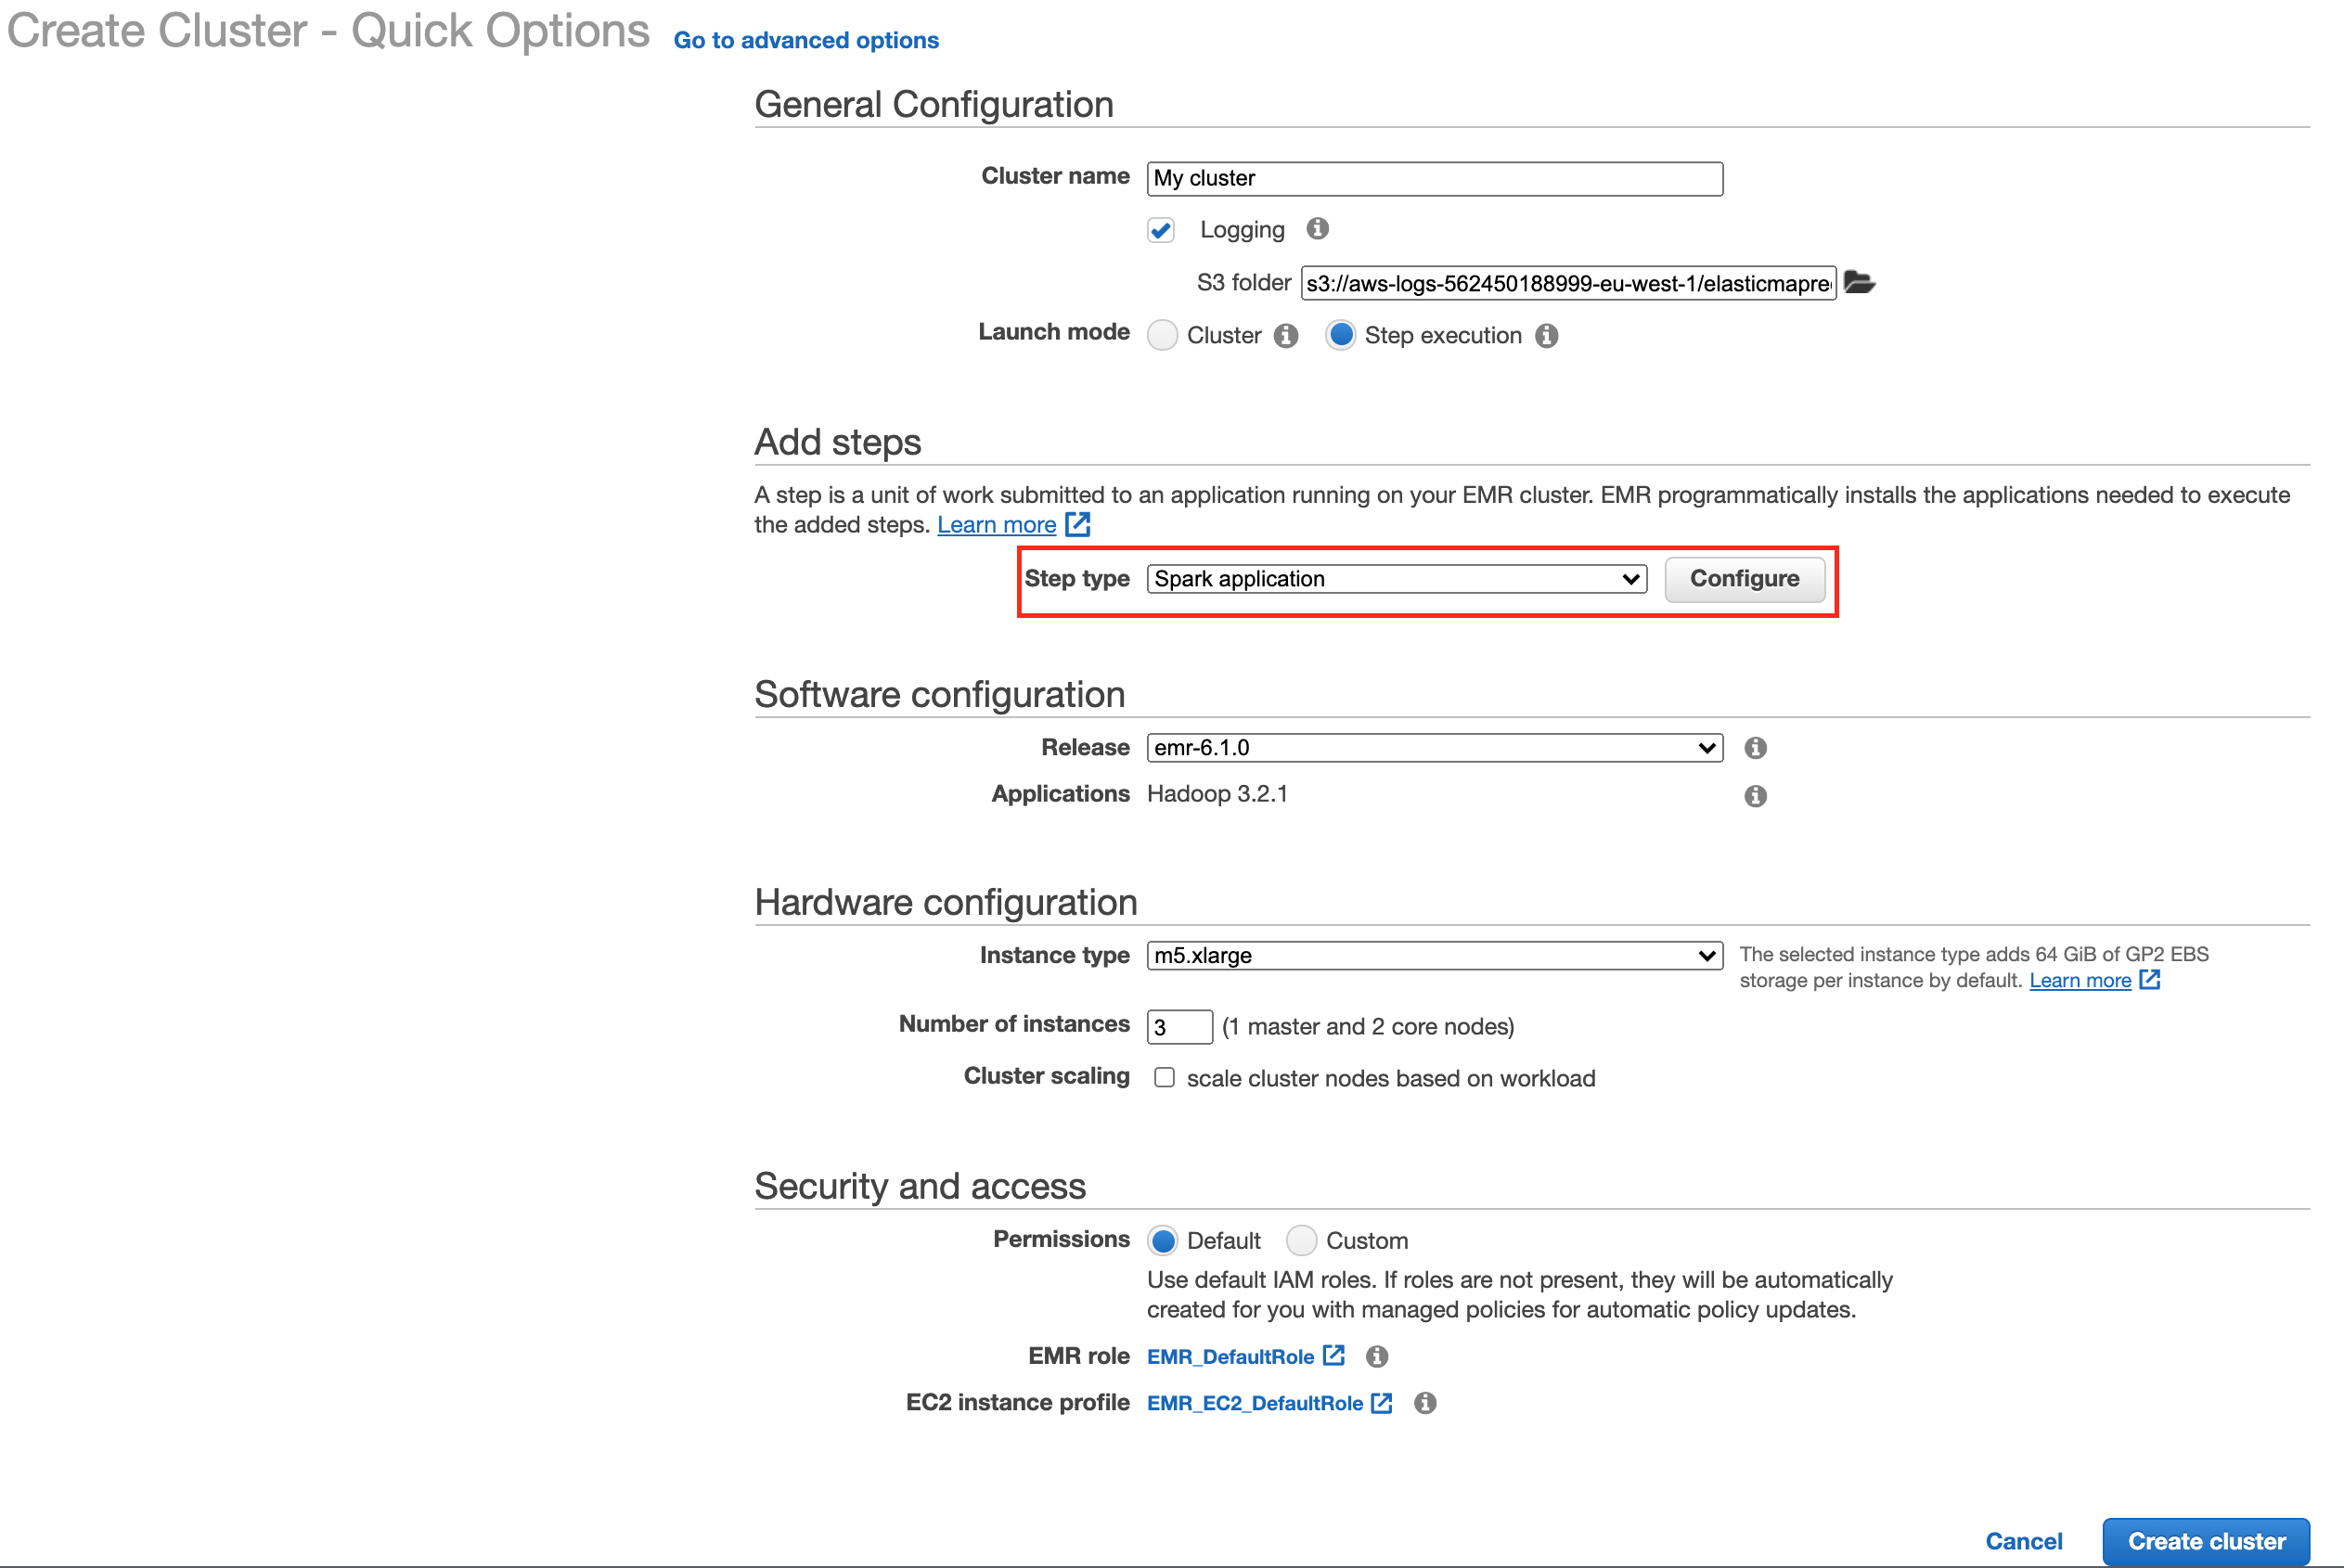 Create Cluster - Quick Options Go to advanced options
General Configuration
Cluster name My cluster
Logging
S3 folder s3://aws-logs-562450188999-eu-west-1/elasticmapre
Launch mode Cluster Step execution
Add steps
A step is a unit of work submitted to an application running on your EMR cluster. EMR programmatically installs the applications needed to execute
the added steps. Learn more
Step type Spark application Configure
Software configuration
Release emr-6.1.0
Applications Hadoop 3.2.1
Hardware configuration
Instance type m5.xlarge The selected instance type adds 64 GiB of GP2 EBS
storage per instance by default. Learn more
Number of instances 3 (1 master and 2 core nodes)
Cluster scaling scale cluster nodes based on workload
Security and access
Permissions Default Custom
Use default IAM roles. If roles are not present, they will be automatically
created for you with managed policies for automatic policy updates.
EMR role EMR_DefaultRole
EC2 instance profile EMR_EC2_DefaultRole
Cancel Create cluster